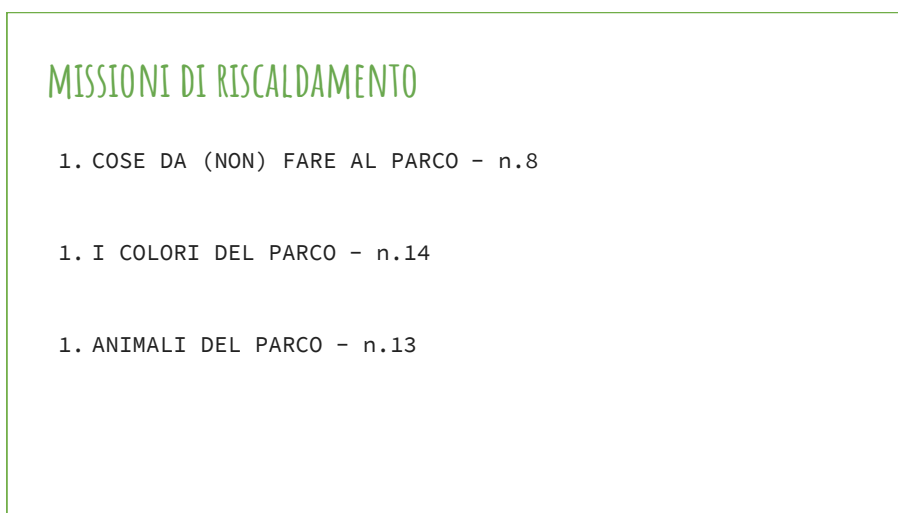 MISSIONI DI RISCALDAMENTO
1. COSE DA (NON) FARE AL PARCO – n.8
1. I COLORI DEL PARCO – n.14
1. ANIMALI DEL PARCO – n.13